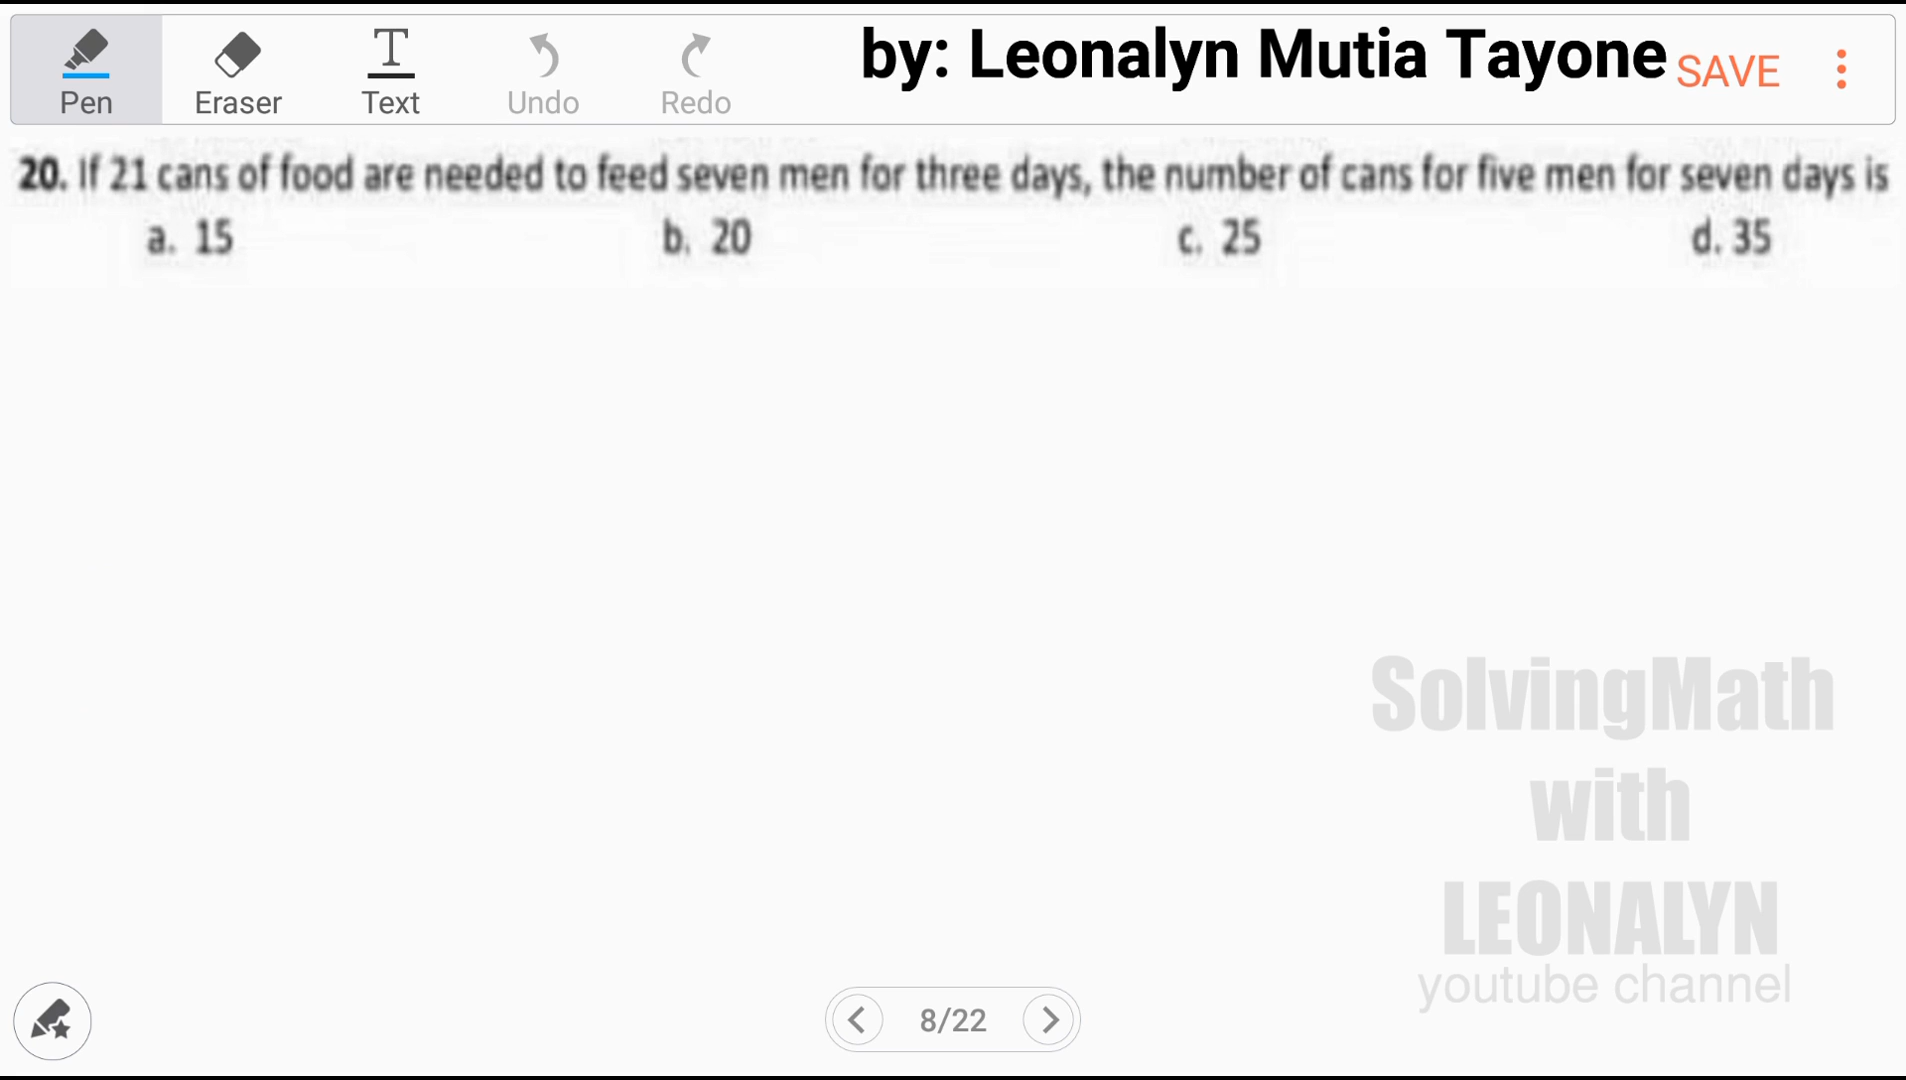 by: Leonalyn Mutia Tayone
Pen Eraser Text Undo Redo SAVE
20. If 21 cans of food are needed to feed seven men for three days, the number of cans for five men for seven days is
a. 15 b. 20 c. 25 d. 35
SolvingMath
with
LEONALYN
youtube channel
8/22